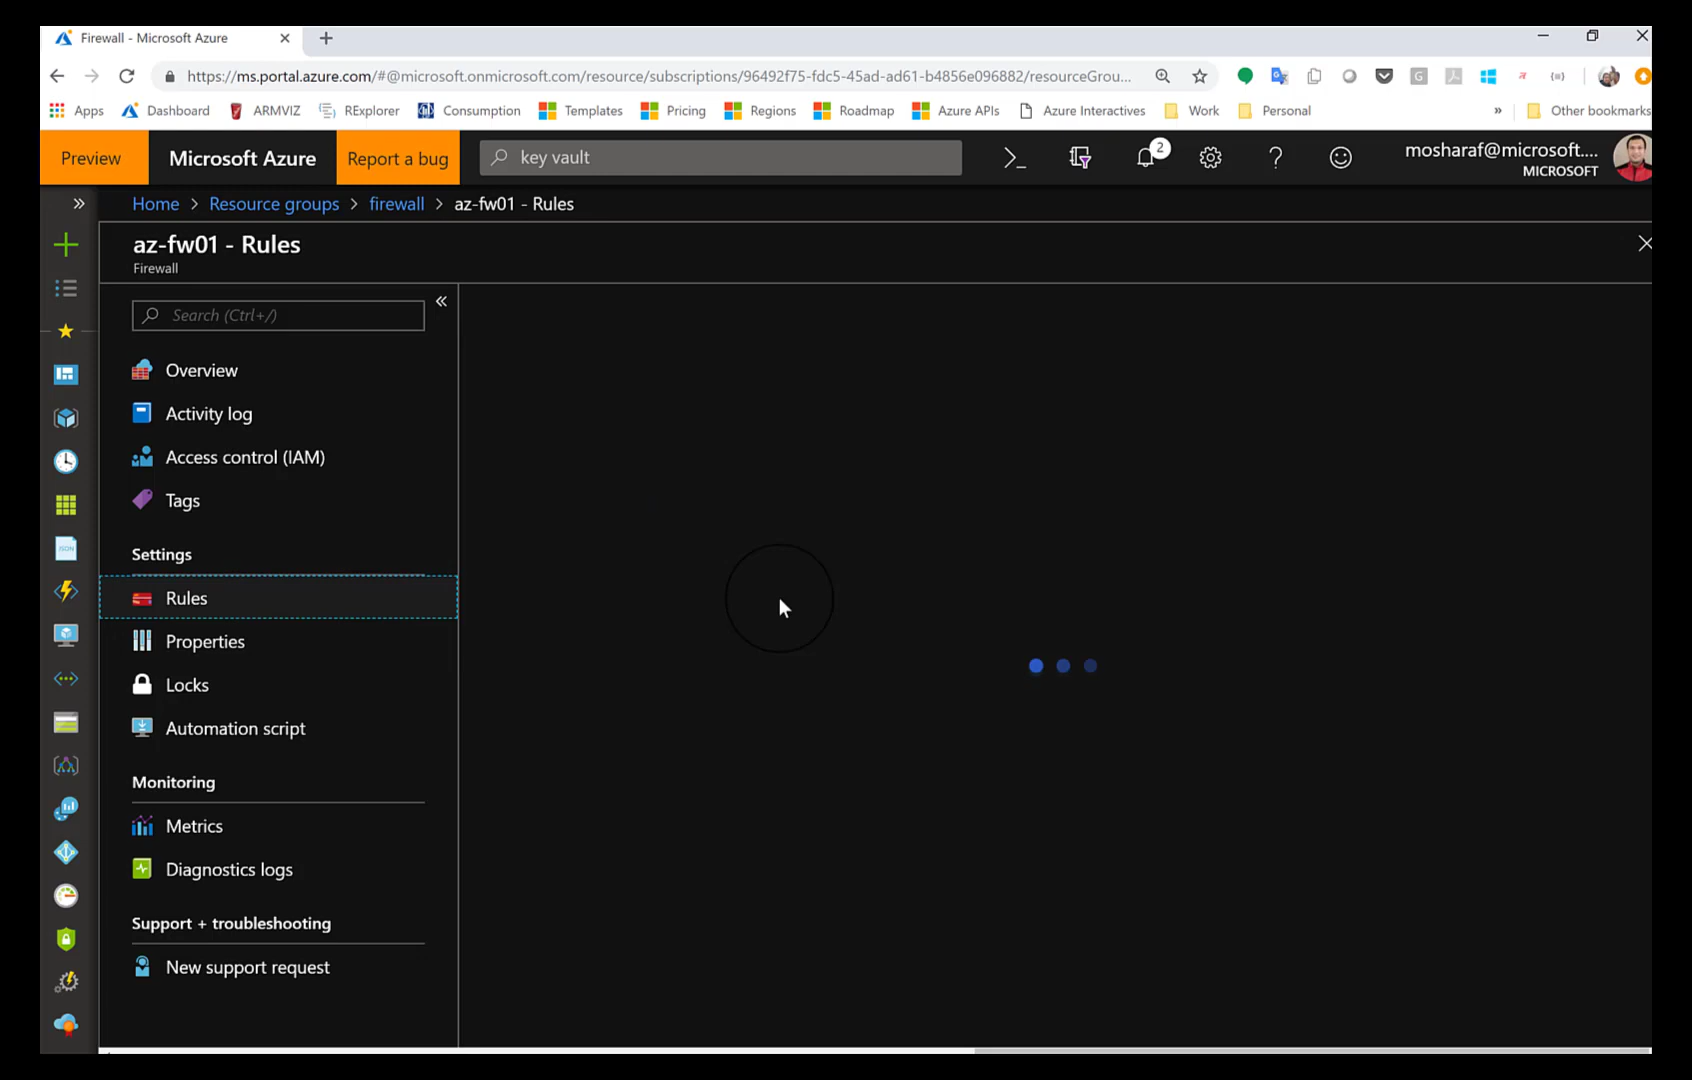 Firewall - Microsoft Azure
https://ms.portal.azure.com/#@microsoft.onmicrosoft.com/resource/subscriptions/96492f75-fdc5-45ad-ad61-b4856e096882/resourceGrou...
Apps Dashboard ARMVIZ RExplorer Consumption Templates Pricing Regions Roadmap Azure APIs Azure Interactives Work Personal » Other bookmarks
Preview Microsoft Azure Report a bug key vault 2 mosharaf@microsoft....
MICROSOFT
Home > Resource groups > firewall > az-fw01 - Rules
az-fw01 - Rules
Firewall
Search (Ctrl+/)
Overview
Activity log
Access control (IAM)
Tags
Settings
Rules
Properties
Locks
Automation script
Monitoring
Metrics
Diagnostics logs
Support + troubleshooting
New support request